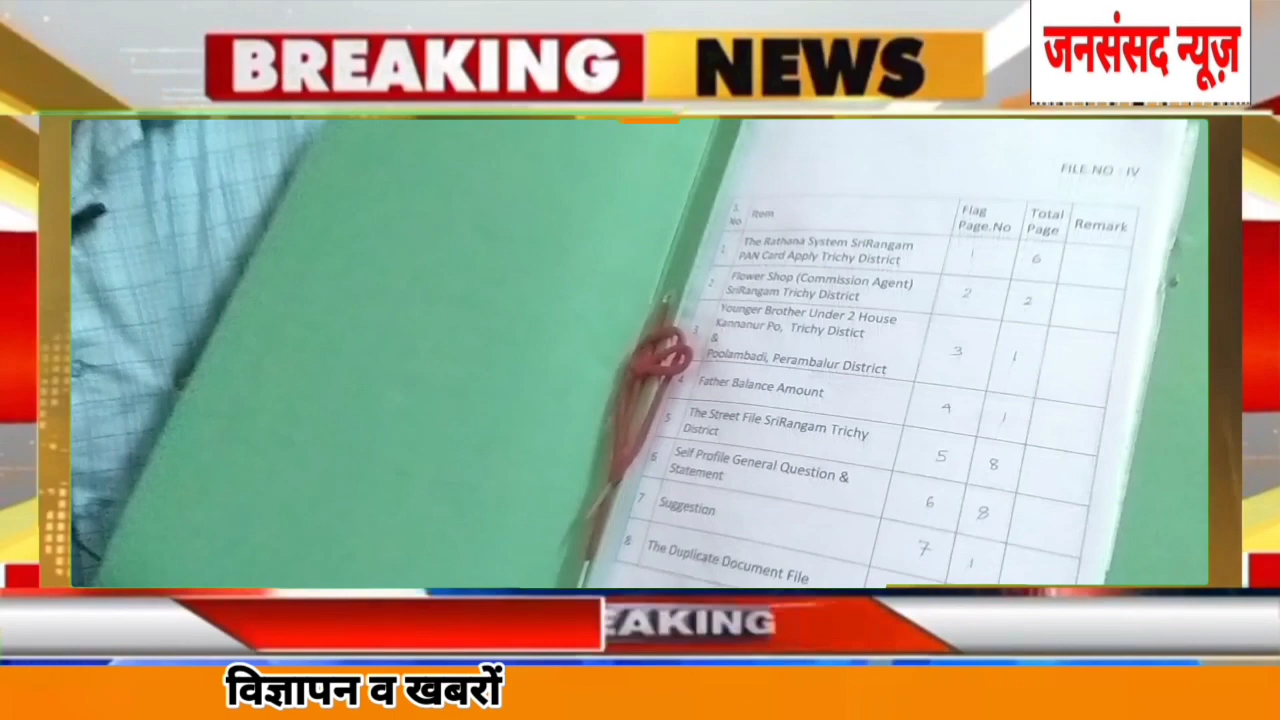 BREAKING NEWS
जनसंसद न्यूज़
FILE NO - IV
S. No Item Flag Page.No Total Page Remark
1 The Rathana System SriRangam
PAN Card Apply Trichy District 1 6
2 Flower Shop (Commission Agent)
SriRangam Trichy District 2 2
3 Younger Brother Under 2 House
Kannanur Po, Trichy Distict
&
Poolambadi, Perambalur District 3 1
4 Father Balance Amount 4 1
5 The Street File SriRangam Trichy
District 5 8
6 Self Profile General Question &
Statement 6 8
7 Suggestion 7 1
8 The Duplicate Document File
EAKING
विज्ञापन व खबरों